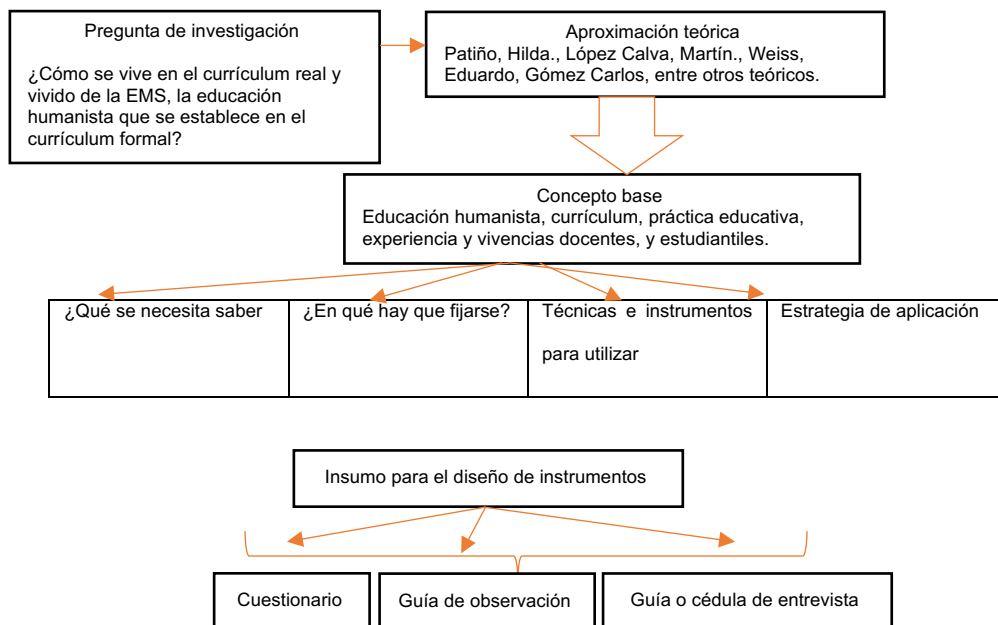 Pregunta de investigación
¿Cómo se vive en el currículum real y
vivido de la EMS, la educación
humanista que se establece en el
currículum formal?
Aproximación teórica
Patiño, Hilda., López Calva, Martín., Weiss,
Eduardo, Gómez Carlos, entre otros teóricos.
Concepto base
Educación humanista, currículum, práctica educativa,
experiencia y vivencias docentes, y estudiantiles.
¿Qué se necesita saber
¿En qué hay que fijarse?
Técnicas e instrumentos
para utilizar
Estrategia de aplicación
Insumo para el diseño de instrumentos
Cuestionario
Guía de observación
Guía o cédula de entrevista